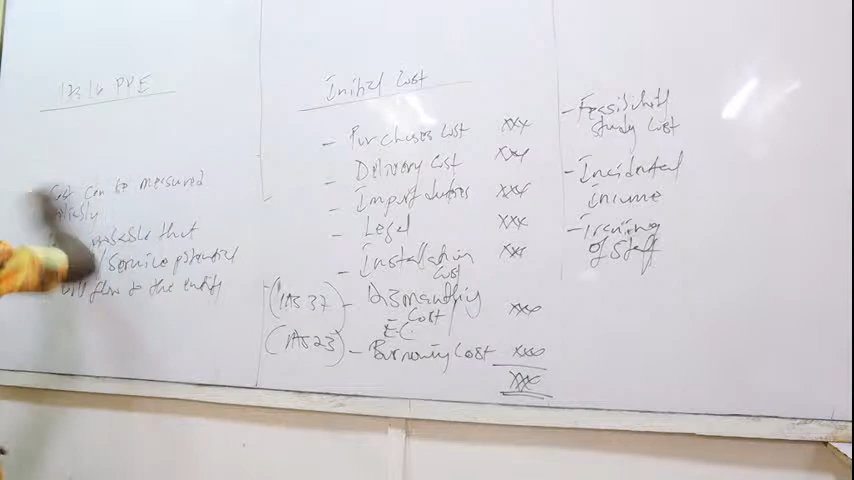 IAS 16 PPE
Cost can be measured
that
/ service potential
will flow to the entity
Initial Cost
- Purchases Cost xxx
- Delivery Cost xxx
- Import duties xxx
- Legal xxx
- Installation xxx
Cost
(IAS 37) - Dismantling
- Cost xxx
E.C.
(IAS 23) - Borrowing Cost xxx
xxx
- Feasibility
study cost
- Incidental
Income
- Training
of Staff